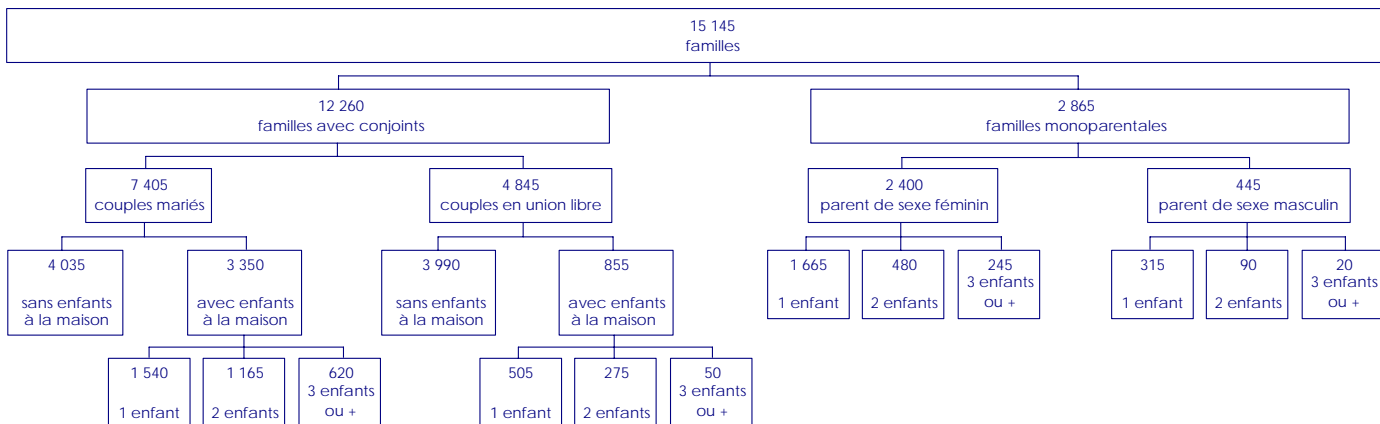 15 145
familles
12 260
familles avec conjoints
2 865
familles monoparentales
7 405
couples mariés
4 845
couples en union libre
2 400
parent de sexe féminin
445
parent de sexe masculin
4 035
sans enfants
à la maison
3 350
avec enfants
à la maison
3 990
sans enfants
à la maison
855
avec enfants
à la maison
1 665
1 enfant
480
2 enfants
245
3 enfants
ou +
315
1 enfant
90
2 enfants
20
3 enfants
ou +
1 540
1 enfant
1 165
2 enfants
620
3 enfants
ou +
505
1 enfant
275
2 enfants
50
3 enfants
ou +